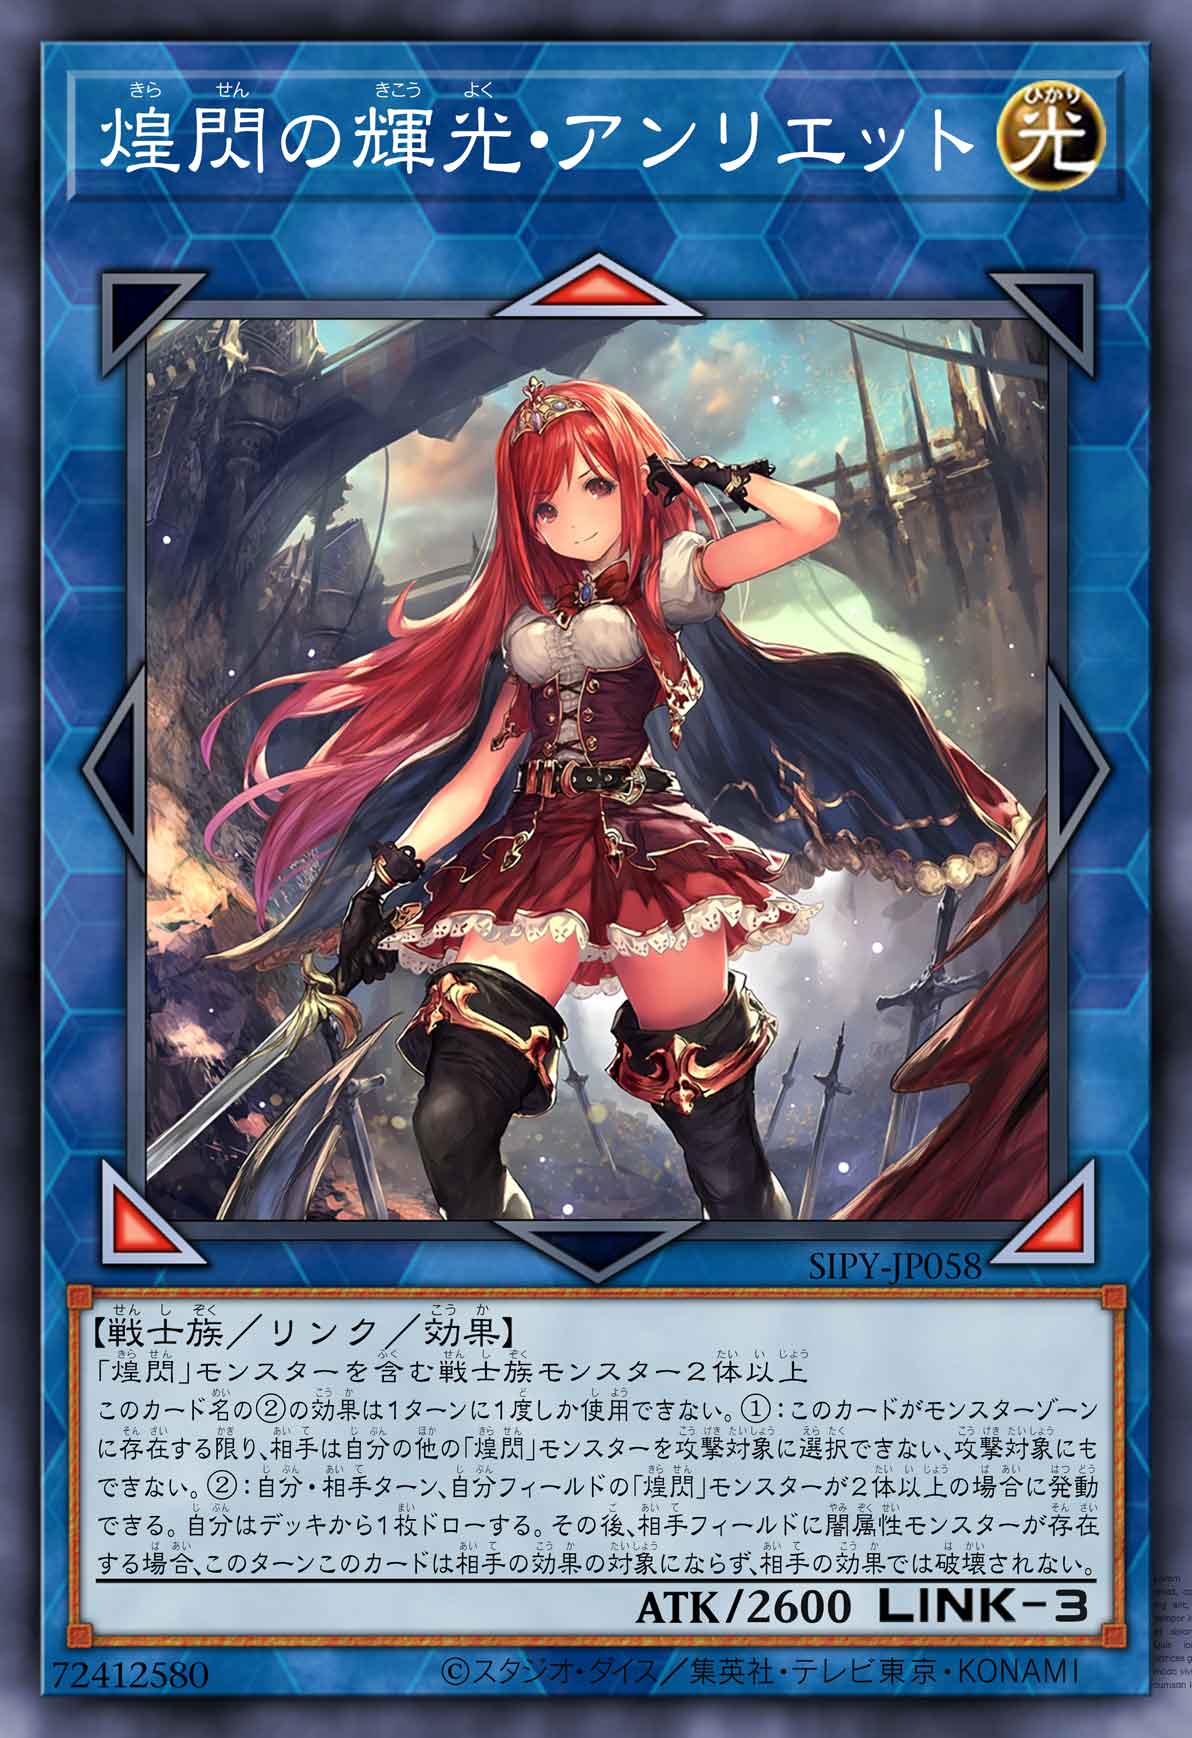 煌閃の輝光・アンリエット
光
SIPY-JP058
【戦士族／リンク／効果】
「煌閃」モンスターを含む戦士族モンスター２体以上
このカード名の②の効果は１ターンに１度しか使用できない。①：このカードがモンスターゾーン
に存在する限り、相手は自分の他の「煌閃」モンスターを攻撃対象に選択できない、攻撃対象にも
できない。②：自分・相手ターン、自分フィールドの「煌閃」モンスターが２体以上の場合に発動
できる。自分はデッキから１枚ドローする。その後、相手フィールドに闇属性モンスターが存在
する場合、このターンこのカードは相手の効果の対象にならず、相手の効果では破壊されない。
ATK/2600 LINK-3
72412580
©スタジオ・ダイス／集英社・テレビ東京・KONAMI